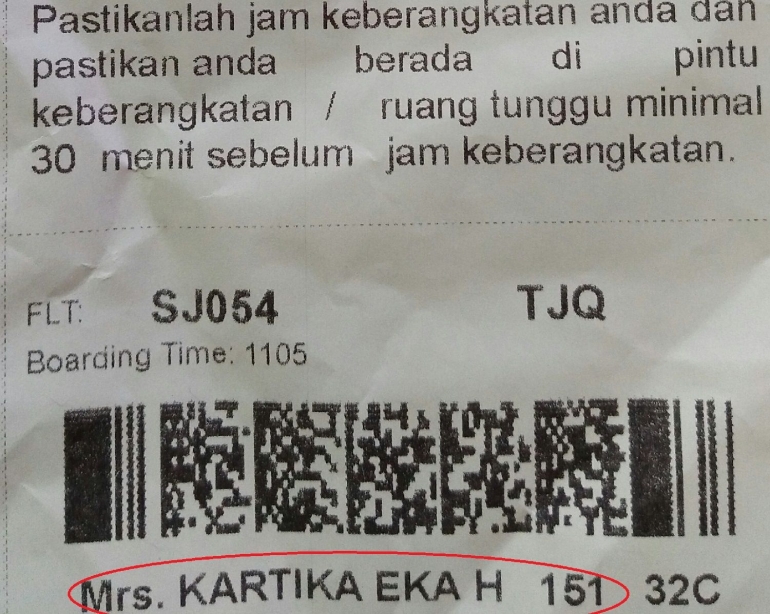 Pastikanlah jam keberangkatan anda dan
pastikan anda berada di pintu
keberangkatan / ruang tunggu minimal
30 menit sebelum jam keberangkatan.
FLT: SJ054 TJQ
Boarding Time: 1105
Mrs. KARTIKA EKA H 151 32C